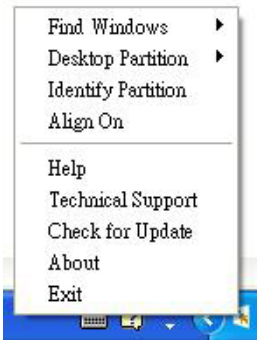 Find Windows
Desktop Partition
Identify Partition
Align On
Help
Technical Support
Check for Update
About
Exit